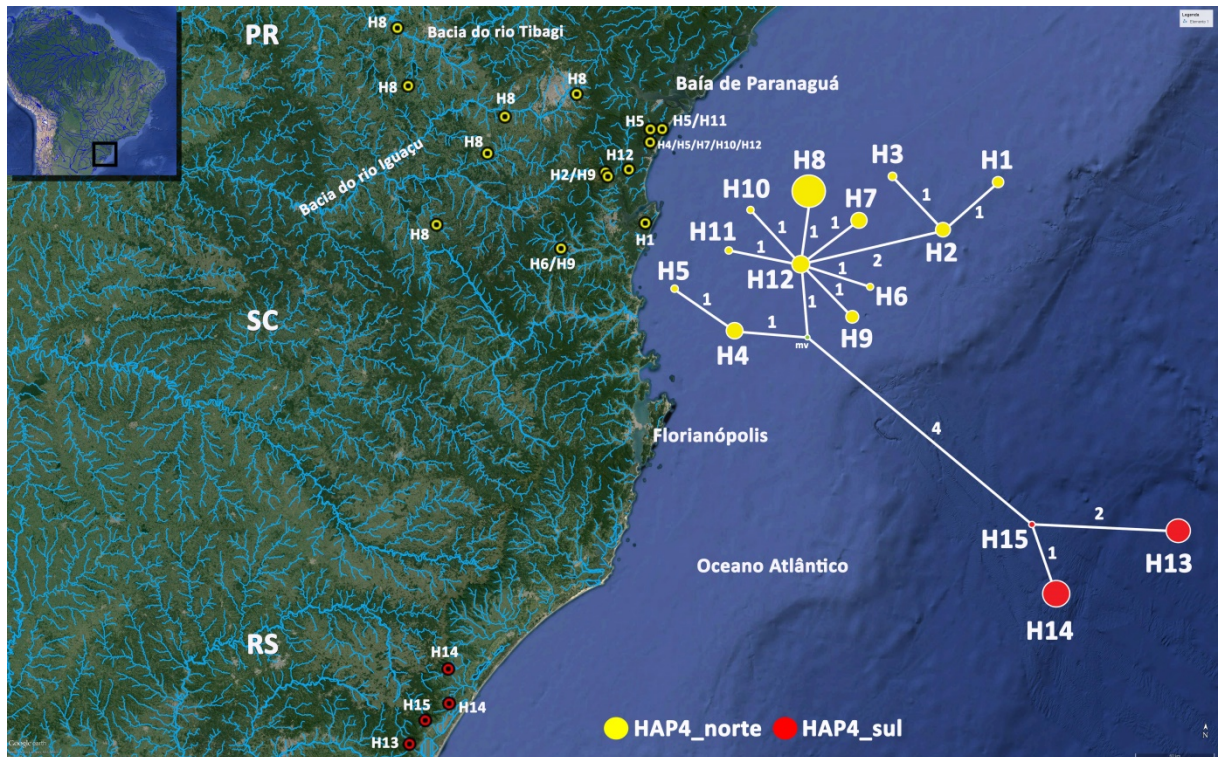 Legenda
PR
H8
Bacia do rio Tibagi
Baía de Paranaguá
H8
H8
H8
H5
H5/H11
H4/H5/H7/H10/H12
H8
H12
H2/H9
Bacia do rio Iguaçu
H8
H1
H6/H9
H8
H3
H1
H10
H7
1
1
1
1
1
H11
1
2
H2
H12
1
H6
H5
1
1
1
H9
1
H4
mv
SC
4
Florianópolis
2
H15
1
H13
Oceano Atlântico
H14
RS
H14
H14
H15
H13
HAP4_norte
HAP4_sul
Google earth
N